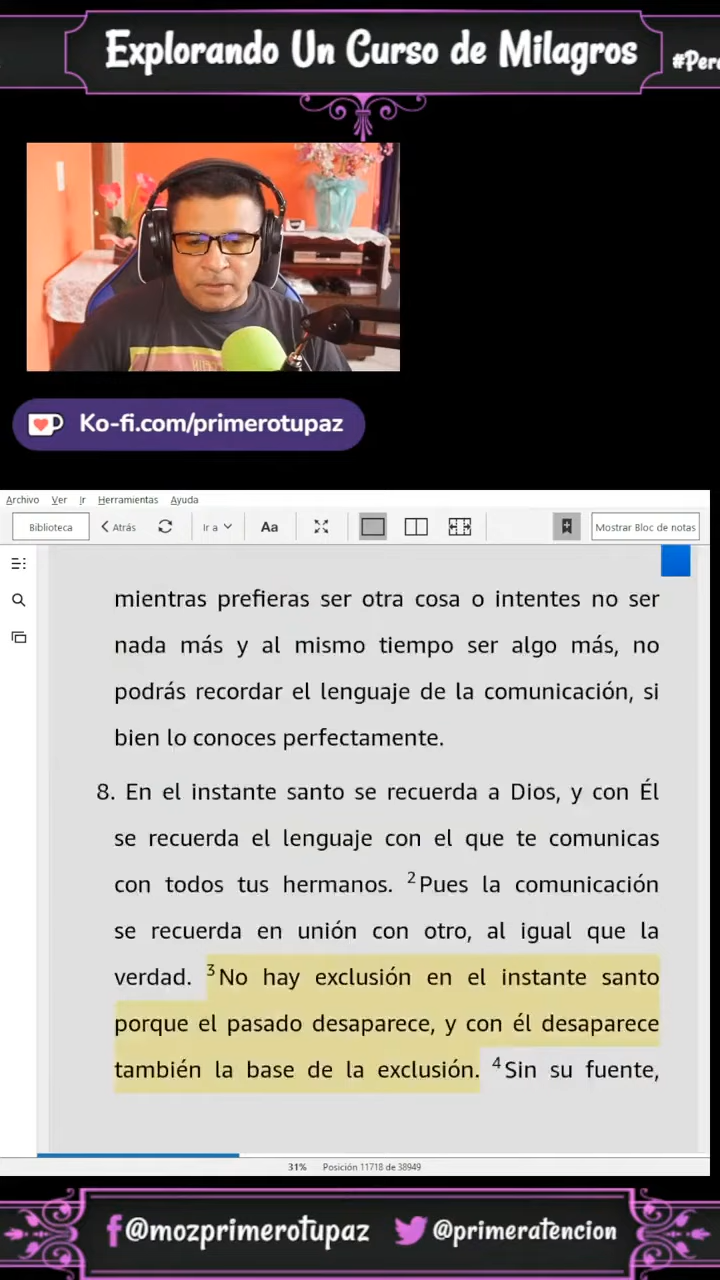 Explorando Un Curso de Milagros
#Per
Ko-fi.com/primerotupaz
Archivo Ver Ir Herramientas Ayuda
Biblioteca Atrás Ir a Aa Mostrar Bloc de notas
mientras prefieras ser otra cosa o intentes no ser
nada más y al mismo tiempo ser algo más, no
podrás recordar el lenguaje de la comunicación, si
bien lo conoces perfectamente.
8. En el instante santo se recuerda a Dios, y con Él
se recuerda el lenguaje con el que te comunicas
con todos tus hermanos. ²Pues la comunicación
se recuerda en unión con otro, al igual que la
verdad. ³No hay exclusión en el instante santo
porque el pasado desaparece, y con él desaparece
también la base de la exclusión. ⁴Sin su fuente,
31% Posición 11718 de 38949
@mozprimerotupaz @primeratencion